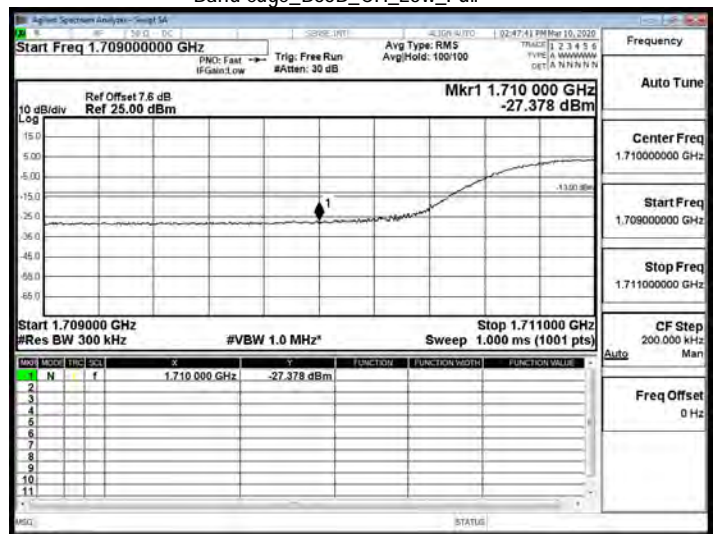 Agilent Spectrum Analyzer - Swept SA
RF 50 Ω DC SENSE:INT ALIGN AUTO 02:47:41 PM Mar 10, 2020
Start Freq 1.709000000 GHz
PNO: Fast
IFGain:Low
Trig: Free Run
#Atten: 30 dB
Avg Type: RMS
Avg|Hold: 100/100
TRACE 1 2 3 4 5 6
TYPE A WWWWW
DET A N N N N N
Frequency
Auto Tune
Mkr1 1.710 000 GHz
-27.378 dBm
Ref Offset 7.6 dB
10 dB/div Ref 25.00 dBm
Log
15.0
5.00
-5.00
-15.0
-25.0
-35.0
-45.0
-55.0
-65.0
-13.00 dBm
1
Center Freq
1.710000000 GHz
Start Freq
1.709000000 GHz
Stop Freq
1.711000000 GHz
Start 1.709000 GHz
Stop 1.711000 GHz
#Res BW 300 kHz #VBW 1.0 MHz* Sweep 1.000 ms (1001 pts)
CF Step
200.000 kHz
Auto Man
MKR MODE TRC SCL X Y FUNCTION FUNCTION WIDTH FUNCTION VALUE
1 N f 1.710 000 GHz -27.378 dBm
2
3
4
5
6
7
8
9
10
11
Freq Offset
0 Hz
MSG STATUS